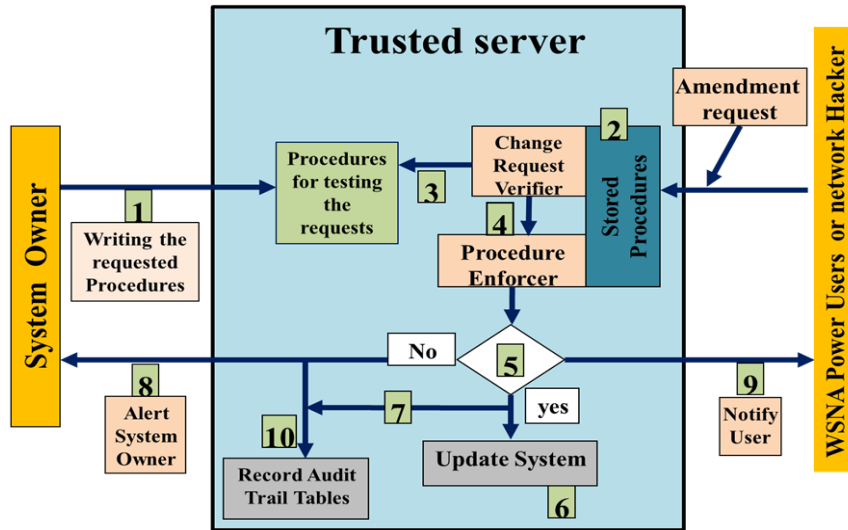 Trusted server
Amendment
request
2
Change
Request
Verifier
Procedures
for testing
the
requests
3
Stored
Procedures
1
4
Writing the
requested
Procedures
Procedure
Enforcer
System Owner
WSNA Power Users or network Hacker
No
5
8
9
Alert
System
Owner
7
yes
Notify
User
10
Update System
Record Audit
Trail Tables
6